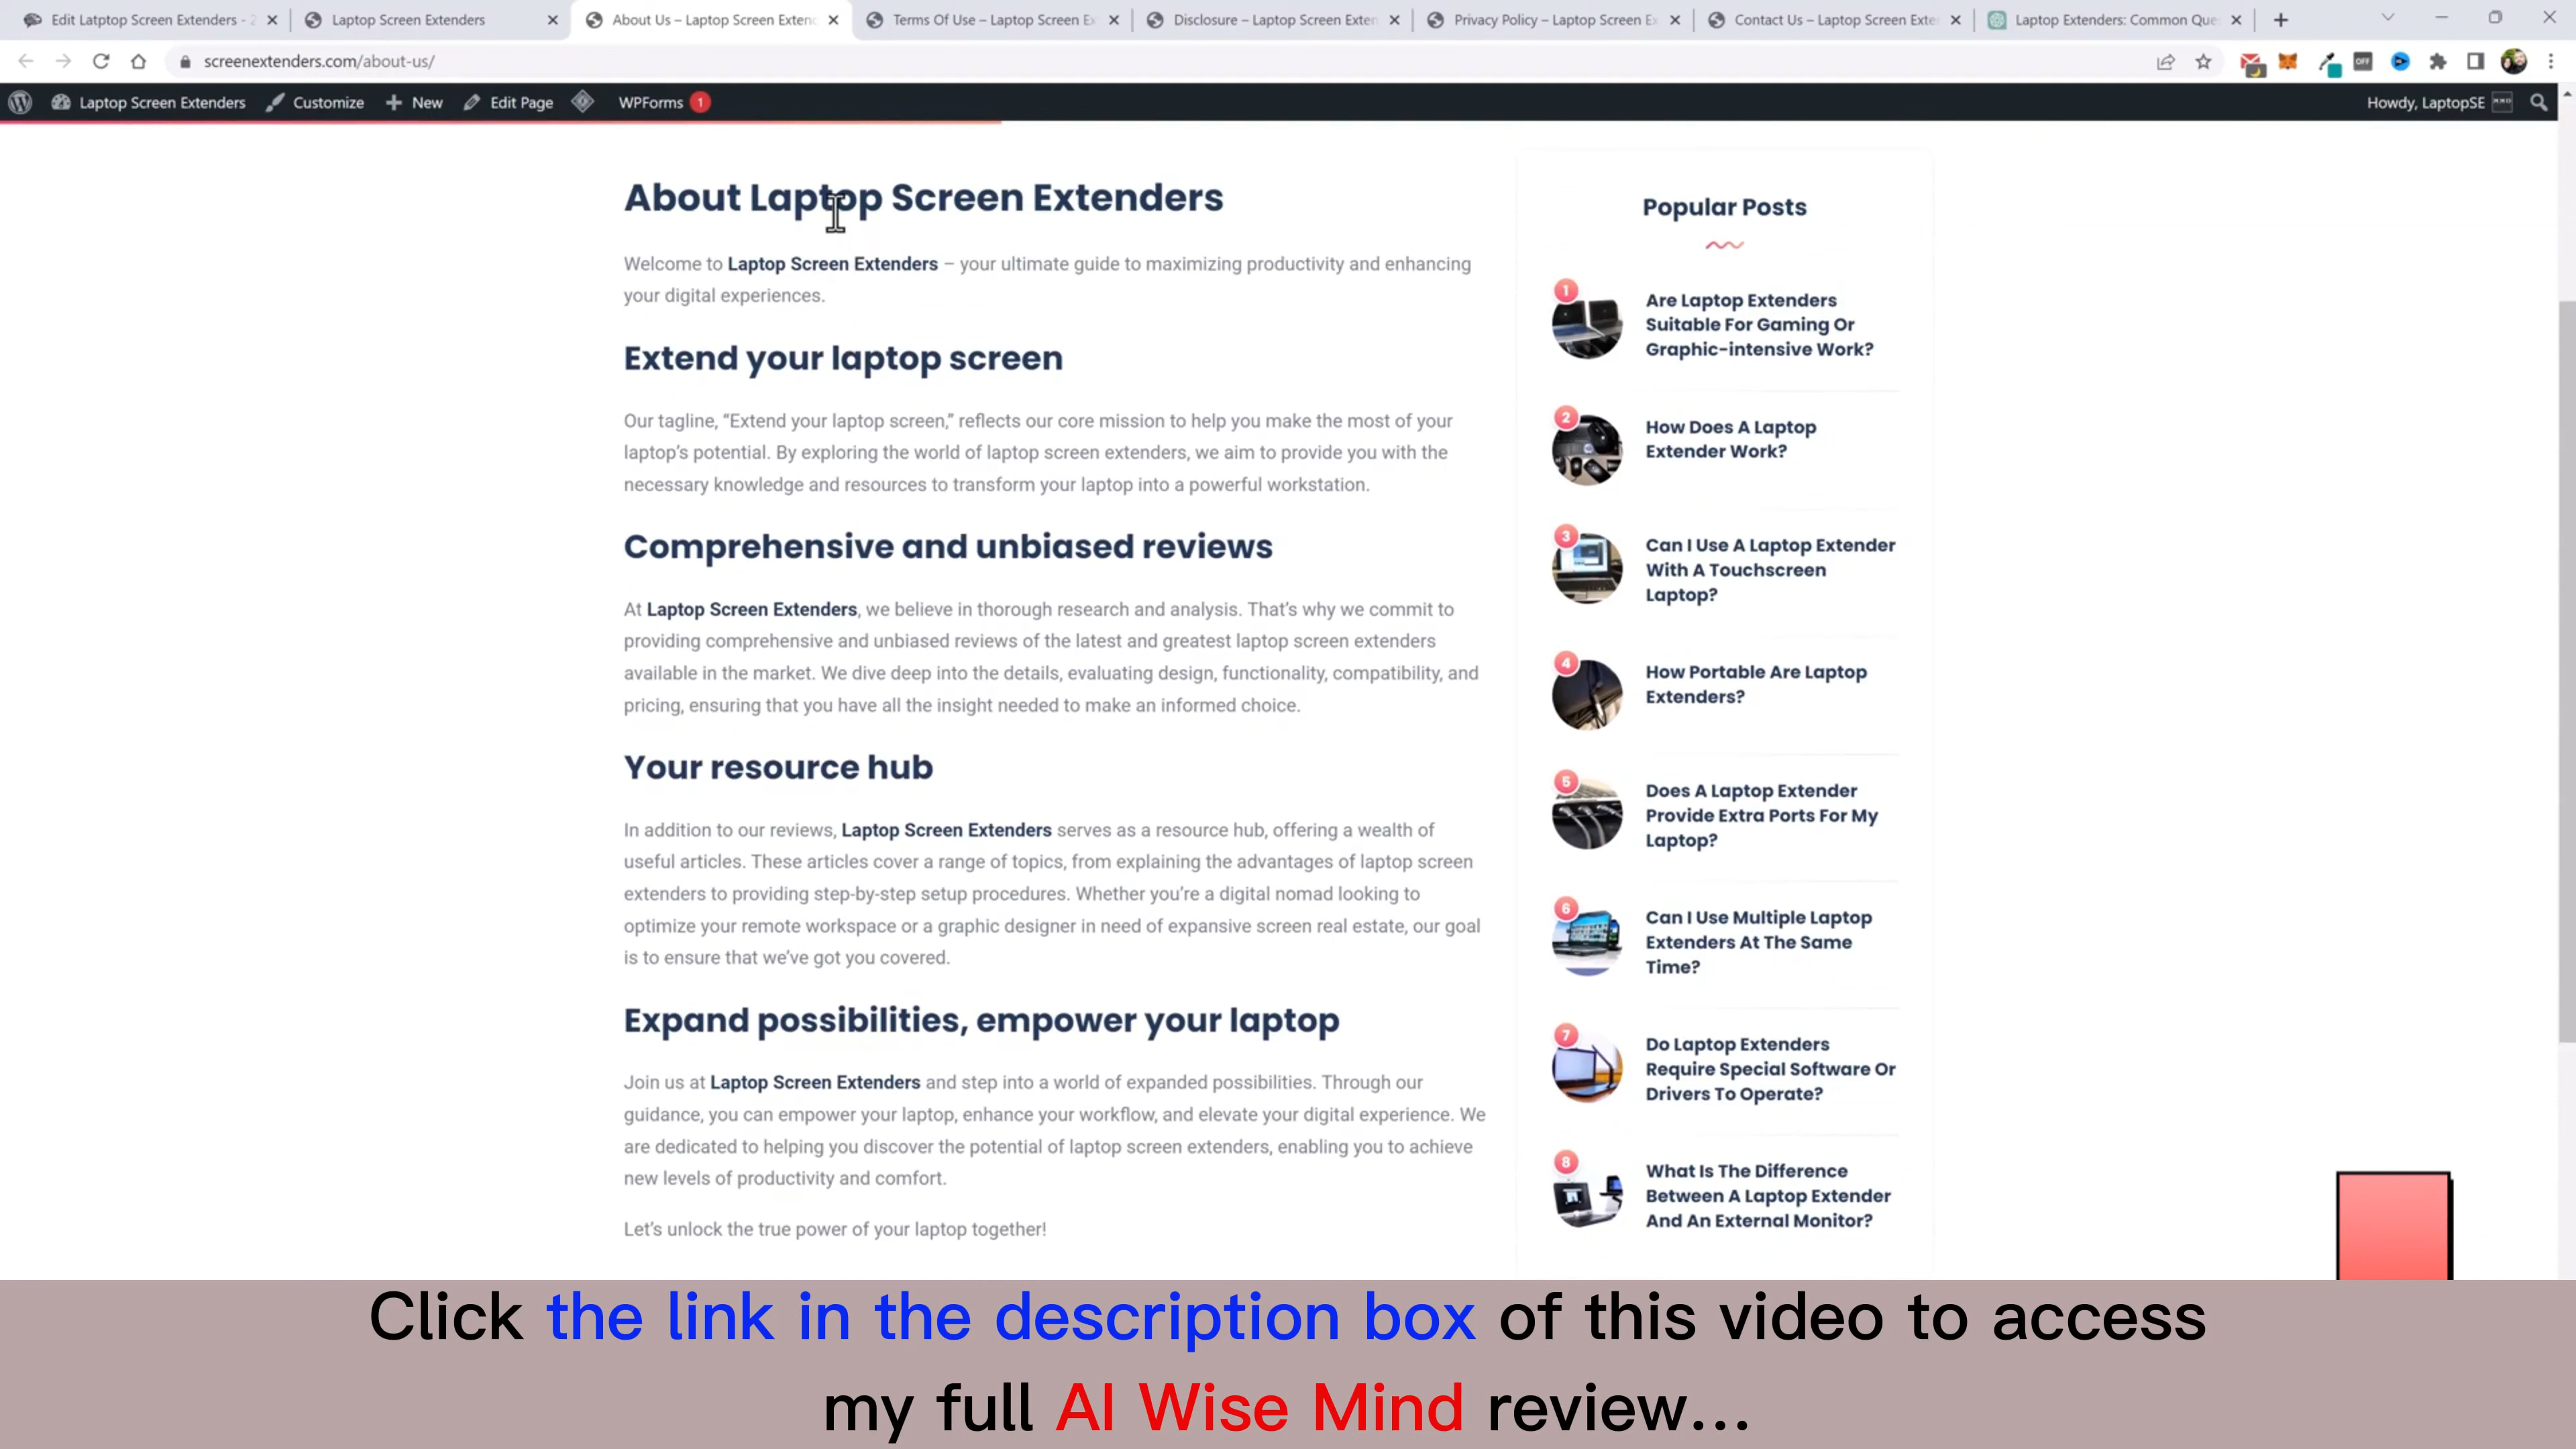 Edit Latptop Screen Extenders - 2
Laptop Screen Extenders
About Us – Laptop Screen Extend
Terms Of Use – Laptop Screen Ex
Disclosure – Laptop Screen Exten
Privacy Policy – Laptop Screen Ex
Contact Us – Laptop Screen Exte
Laptop Extenders: Common Que
screenextenders.com/about-us/
OFF
Laptop Screen Extenders
Customize
New
Edit Page
WPForms 1
Howdy, LaptopSE
About Laptop Screen Extenders
Welcome to Laptop Screen Extenders – your ultimate guide to maximizing productivity and enhancing
your digital experiences.
Extend your laptop screen
Our tagline, “Extend your laptop screen,” reflects our core mission to help you make the most of your
laptop’s potential. By exploring the world of laptop screen extenders, we aim to provide you with the
necessary knowledge and resources to transform your laptop into a powerful workstation.
Comprehensive and unbiased reviews
At Laptop Screen Extenders, we believe in thorough research and analysis. That’s why we commit to
providing comprehensive and unbiased reviews of the latest and greatest laptop screen extenders
available in the market. We dive deep into the details, evaluating design, functionality, compatibility, and
pricing, ensuring that you have all the insight needed to make an informed choice.
Your resource hub
In addition to our reviews, Laptop Screen Extenders serves as a resource hub, offering a wealth of
useful articles. These articles cover a range of topics, from explaining the advantages of laptop screen
extenders to providing step-by-step setup procedures. Whether you’re a digital nomad looking to
optimize your remote workspace or a graphic designer in need of expansive screen real estate, our goal
is to ensure that we’ve got you covered.
Expand possibilities, empower your laptop
Join us at Laptop Screen Extenders and step into a world of expanded possibilities. Through our
guidance, you can empower your laptop, enhance your workflow, and elevate your digital experience. We
are dedicated to helping you discover the potential of laptop screen extenders, enabling you to achieve
new levels of productivity and comfort.
Let’s unlock the true power of your laptop together!
Popular Posts
1
Are Laptop Extenders
Suitable For Gaming Or
Graphic-intensive Work?
2
How Does A Laptop
Extender Work?
3
Can I Use A Laptop Extender
With A Touchscreen
Laptop?
4
How Portable Are Laptop
Extenders?
5
Does A Laptop Extender
Provide Extra Ports For My
Laptop?
6
Can I Use Multiple Laptop
Extenders At The Same
Time?
7
Do Laptop Extenders
Require Special Software Or
Drivers To Operate?
8
What Is The Difference
Between A Laptop Extender
And An External Monitor?
Click the link in the description box of this video to access
my full AI Wise Mind review...